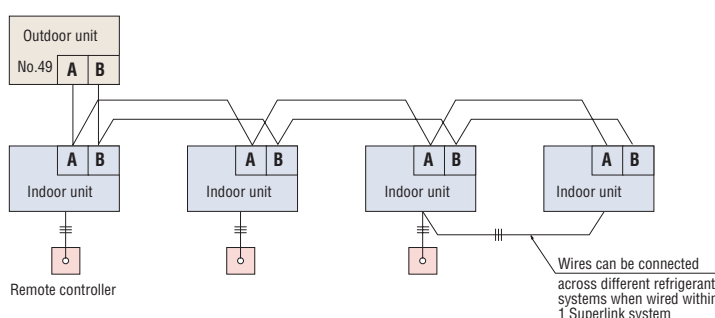 Outdoor unit
No.49 A B
A B A B A B A B
Indoor unit Indoor unit Indoor unit Indoor unit
Remote controller
Wires can be connected
across different refrigerant
systems when wired within
1 Superlink system